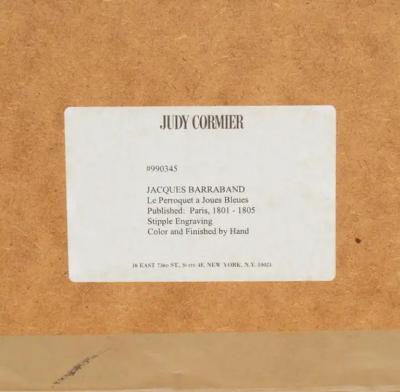 JUDY CORMIER
#990345
JACQUES BARRABAND
Le Perroquet a Joues Bleues
Published: Paris, 1801 - 1805
Stipple Engraving
Color and Finished by Hand
16 EAST 73RD ST., SUITE 4F, NEW YORK, N.Y. 10021